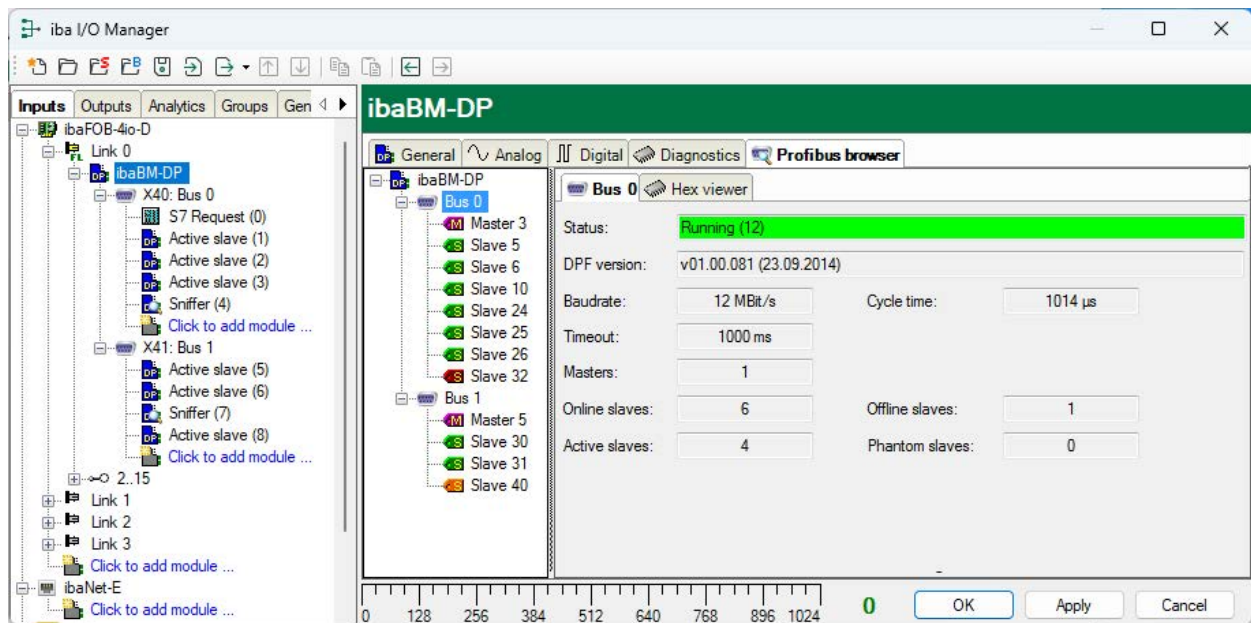 iba I/O Manager
Inputs Outputs Analytics Groups Gen
ibaFOB-4io-D
Link 0
ibaBM-DP
X40: Bus 0
S7 Request (0)
Active slave (1)
Active slave (2)
Active slave (3)
Sniffer (4)
Click to add module ...
X41: Bus 1
Active slave (5)
Active slave (6)
Sniffer (7)
Active slave (8)
Click to add module ...
2..15
Link 1
Link 2
Link 3
Click to add module ...
ibaNet-E
Click to add module ...
ibaBM-DP
General Analog Digital Diagnostics Profibus browser
ibaBM-DP
Bus 0
Master 3
Slave 5
Slave 6
Slave 10
Slave 24
Slave 25
Slave 26
Slave 32
Bus 1
Master 5
Slave 30
Slave 31
Slave 40
Bus 0 Hex viewer
Status: Running (12)
DPF version: v01.00.081 (23.09.2014)
Baudrate: 12 MBit/s Cycle time: 1014 µs
Timeout: 1000 ms
Masters: 1
Online slaves: 6 Offline slaves: 1
Active slaves: 4 Phantom slaves: 0
0 128 256 384 512 640 768 896 1024
0 OK Apply Cancel